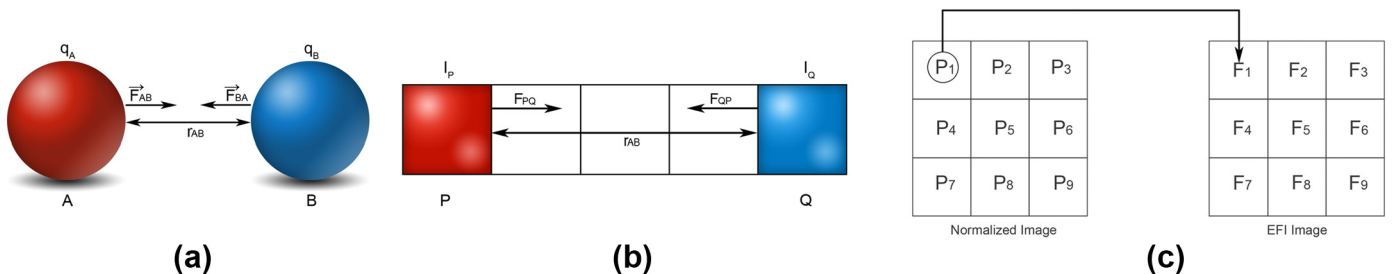 qA
qB
FAB
FBA
rAB
A
B
(a)
IP
IQ
FPQ
FQP
rAB
P
Q
(b)
P1 P2 P3
P4 P5 P6
P7 P8 P9
Normalized Image
F1 F2 F3
F4 F5 F6
F7 F8 F9
EFI Image
(c)